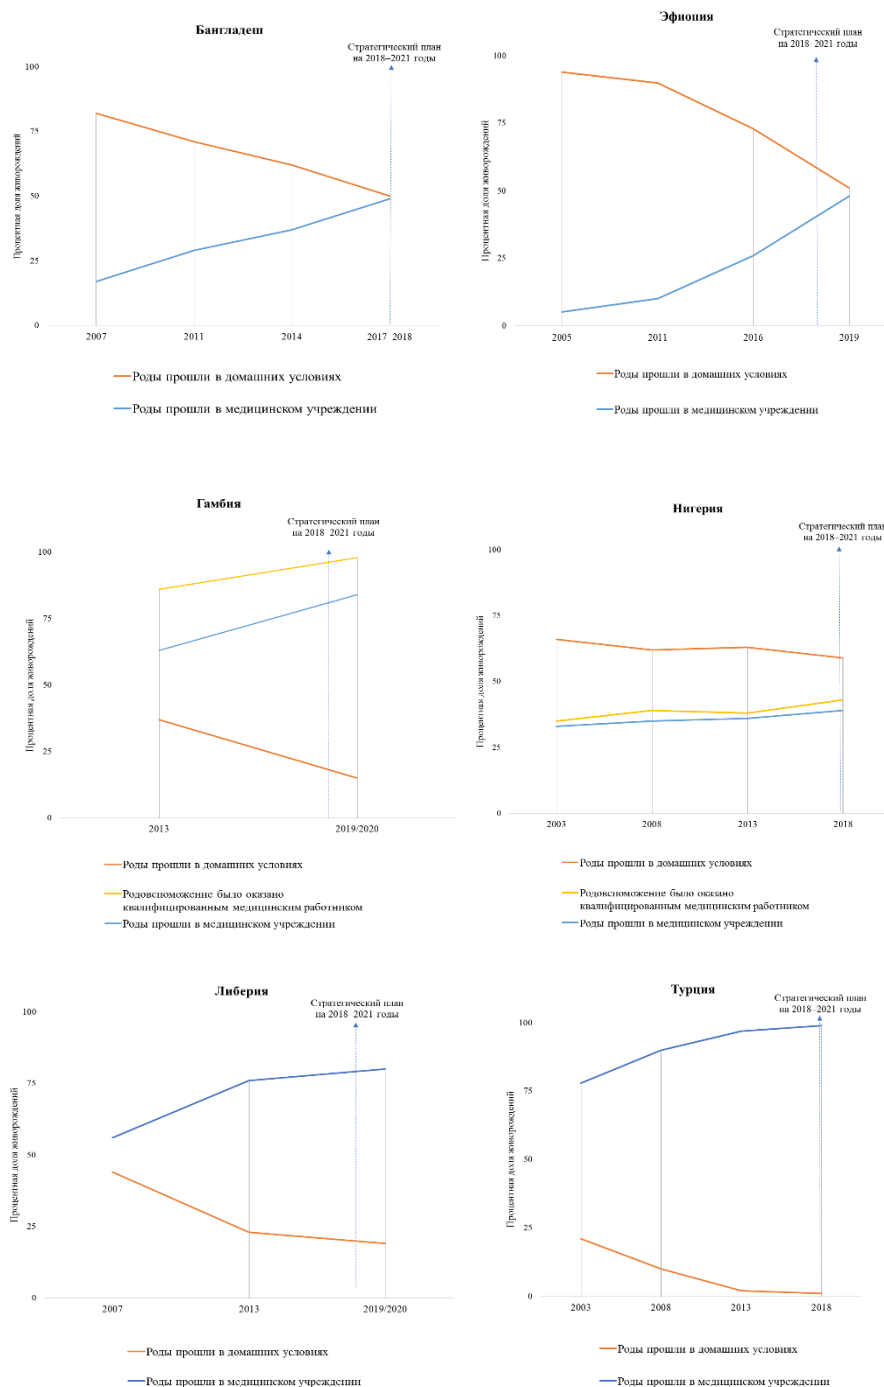 Бангладеш
Стратегический план
на 2018–2021 годы
Процентная доля живорождений
100
75
50
25
0
2007
2011
2014
2017 2018
Роды прошли в домашних условиях
Роды прошли в медицинском учреждении
Эфиопия
Стратегический план
на 2018–2021 годы
Процентная доля живорождений
100
75
50
25
0
2005
2011
2016
2019
Роды прошли в домашних условиях
Роды прошли в медицинском учреждении
Гамбия
Стратегический план
на 2018 2021 годы
Процентная доля живорождений
100
75
50
25
0
2013
2019/2020
Роды прошли в домашних условиях
Родовспоможение было оказано
квалифицированным медицинским работником
Роды прошли в медицинском учреждении
Нигерия
Стратегический план
на 2018–2021 годы
Процентная доля живорождений
100
75
50
25
0
2003
2008
2013
2018
Роды прошли в домашних условиях
Родовспоможение было оказано
квалифицированным медицинским работником
Роды прошли в медицинском учреждении
Либерия
Стратегический план
на 2018 2021 годы
Процентная доля живорождений
100
75
50
25
0
2007
2013
2019/2020
Роды прошли в домашних условиях
Роды прошли в медицинском учреждении
Турция
Стратегический план
на 2018–2021 годы
Процентная доля живорождений
100
75
50
25
0
2003
2008
2013
2018
Роды прошли в домашних условиях
Роды прошли в медицинском учреждении